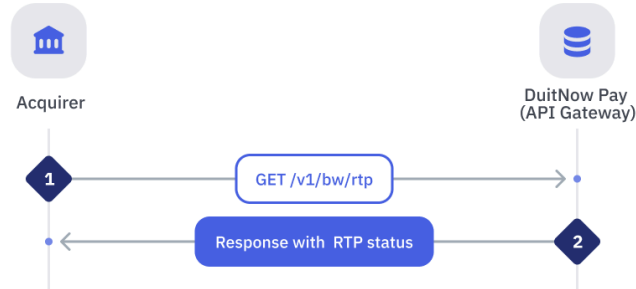 Acquirer
DuitNow Pay
(API Gateway)
1
GET /v1/bw/rtp
Response with RTP status
2